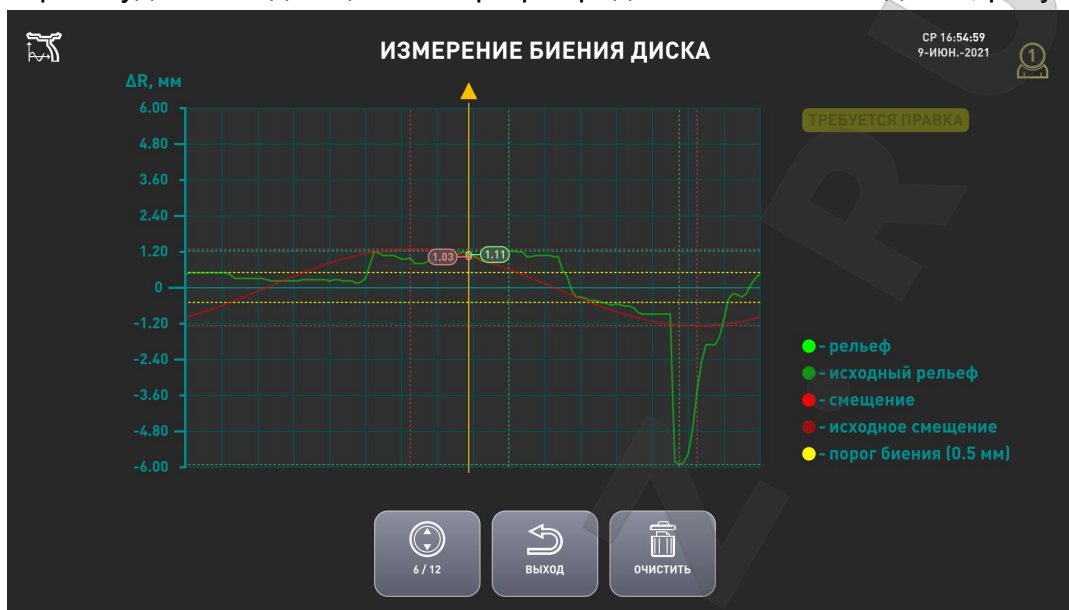 ИЗМЕРЕНИЕ БИЕНИЯ ДИСКА
СР 16:54:59
9-ИЮН.-2021
1
ΔR, мм
6.00
ТРЕБУЕТСЯ ПРАВКА
4.80
3.60
2.40
1.20
1.03
1.11
0
-1.20
-2.40
-3.60
-4.80
-6.00
- рельеф
- исходный рельеф
- смещение
- исходное смещение
- порог биения (0.5 мм)
6 / 12
ВЫХОД
ОЧИСТИТЬ